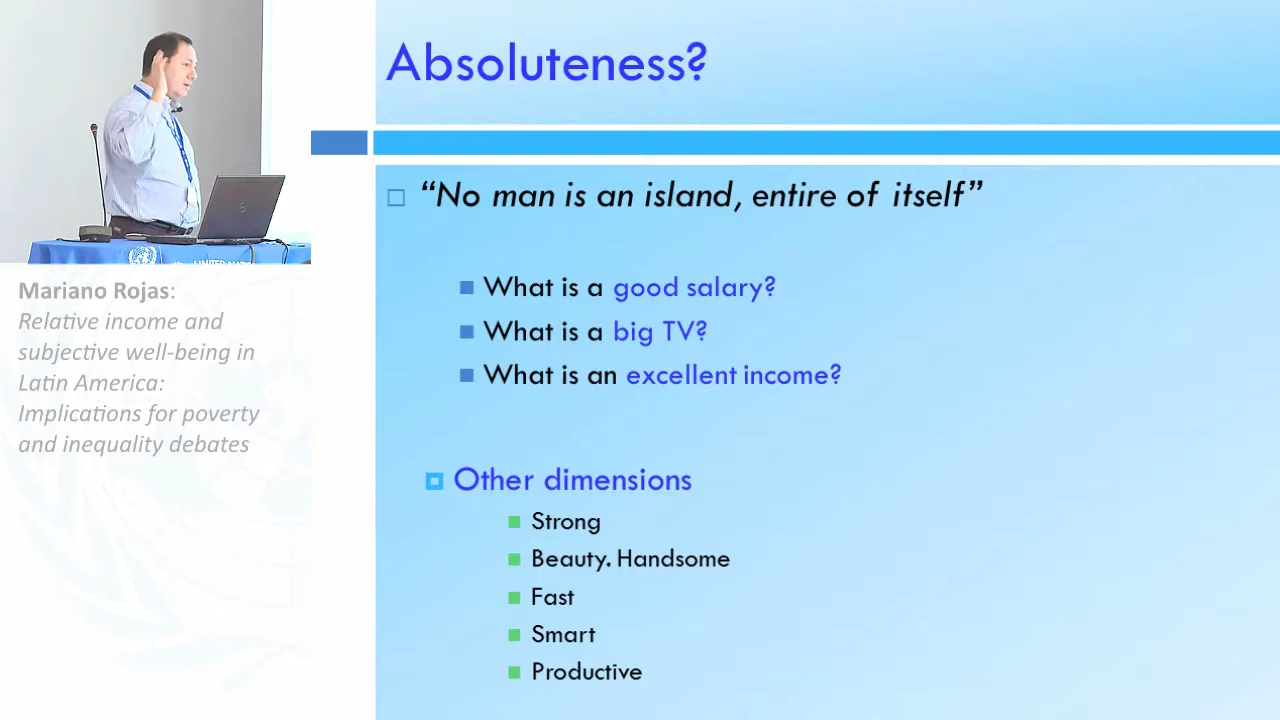 Absoluteness?
“No man is an island, entire of itself”
What is a good salary?
What is a big TV?
What is an excellent income?
Other dimensions
Strong
Beauty. Handsome
Fast
Smart
Productive
UNITED NATIONS
Mariano Rojas:
Relative income and
subjective well-being in
Latin America:
Implications for poverty
and inequality debates